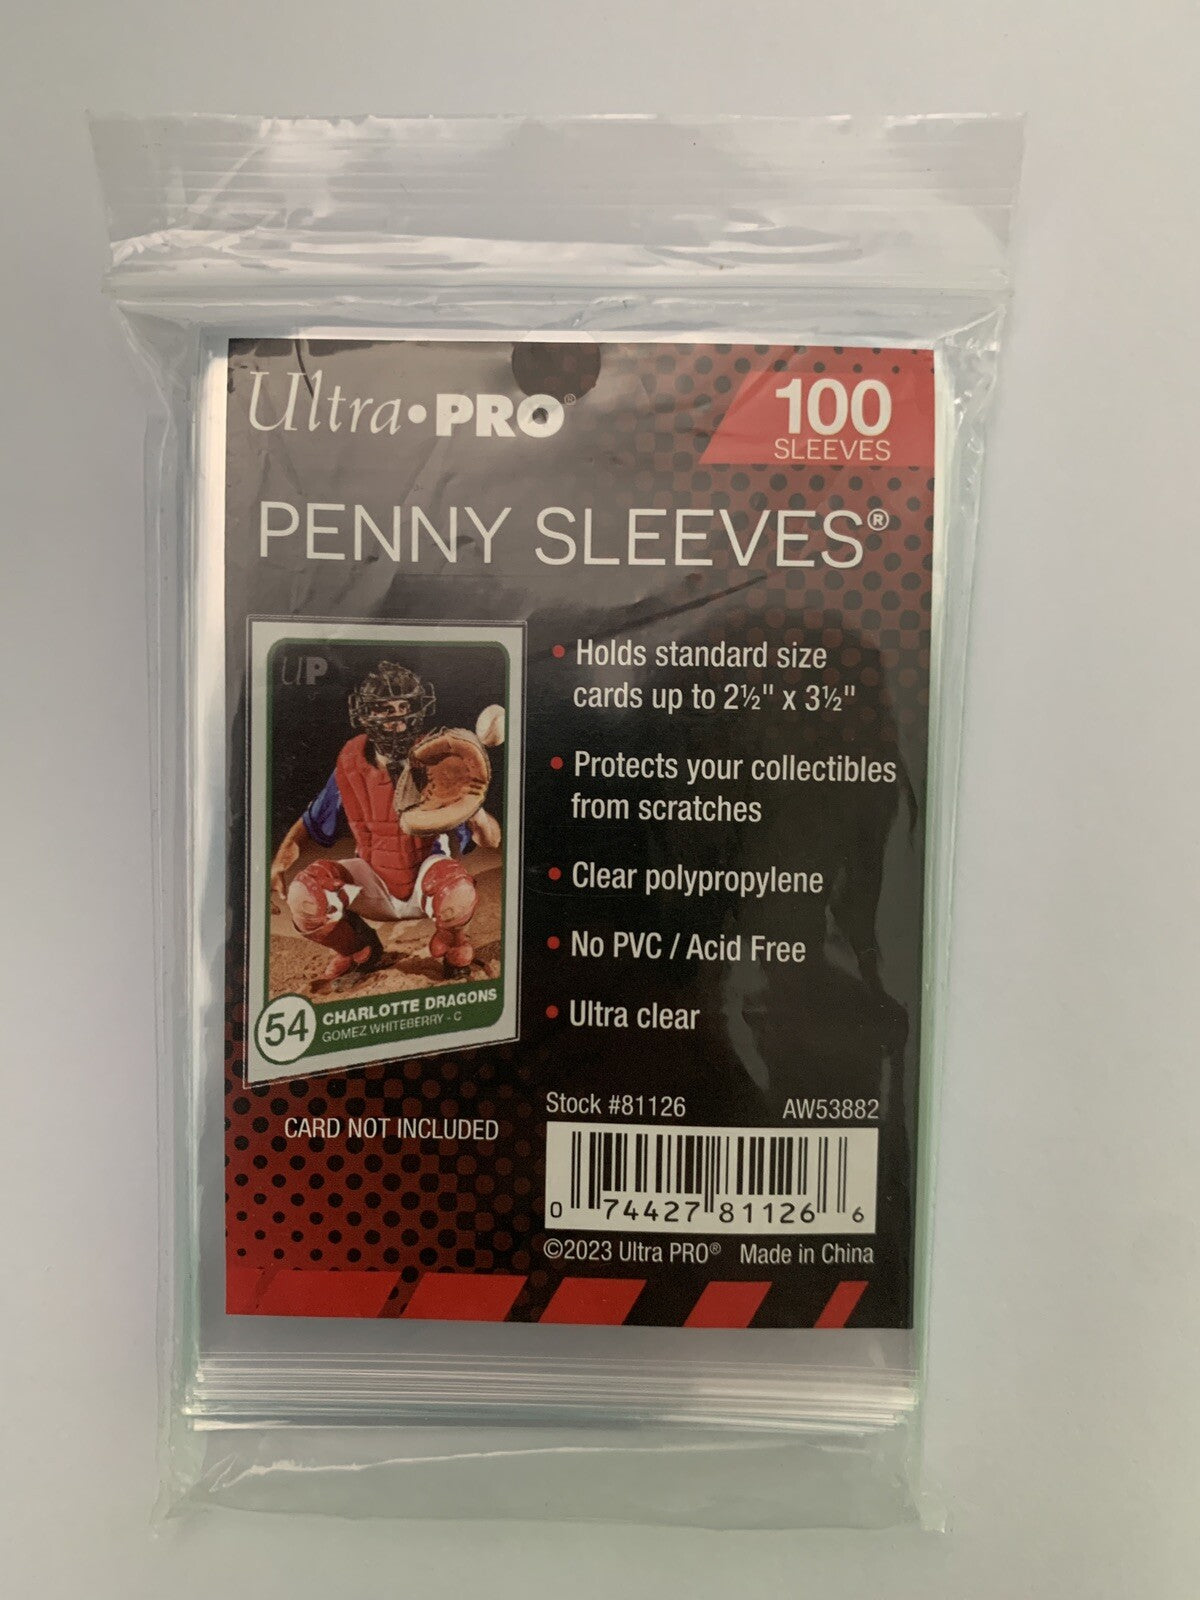 Ultra•PRO®
100
SLEEVES
PENNY SLEEVES®
UP
54
CHARLOTTE DRAGONS
GOMEZ WHITEBERRY - C
CARD NOT INCLUDED
• Holds standard size
cards up to 2½" x 3½"
• Protects your collectibles
from scratches
• Clear polypropylene
• No PVC / Acid Free
• Ultra clear
Stock #81126 AW53882
0 74427 81126 6
©2023 Ultra PRO® Made in China